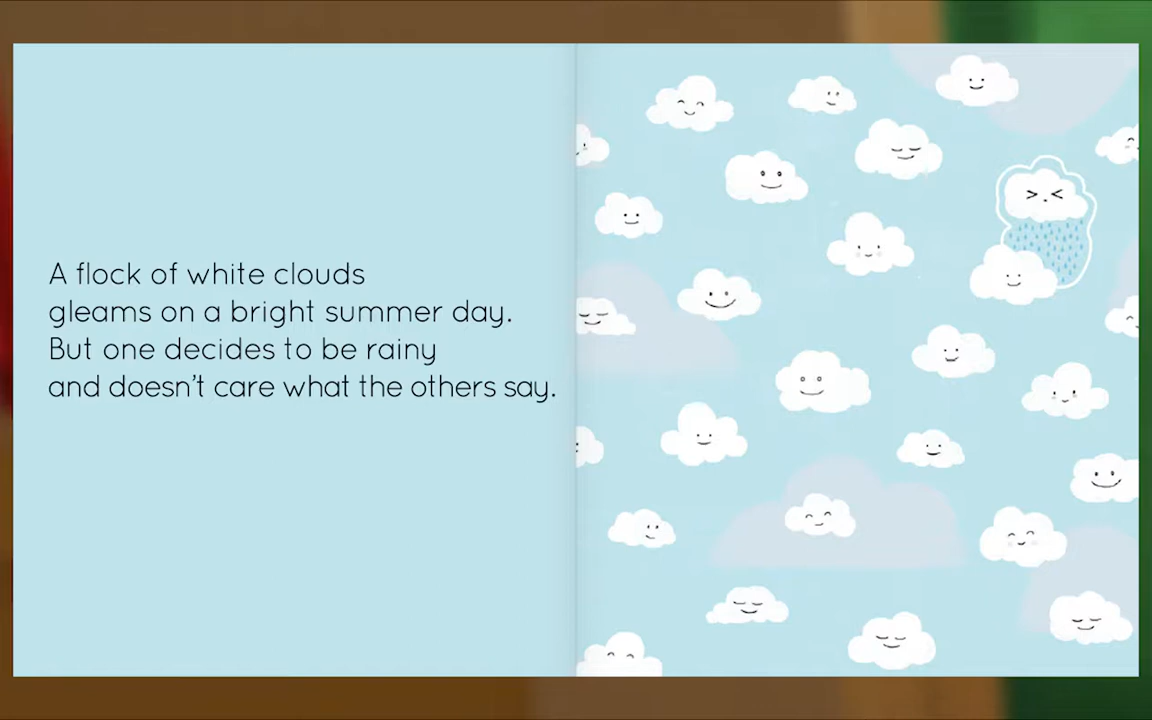 A flock of white clouds
gleams on a bright summer day.
But one decides to be rainy
and doesn't care what the others say.